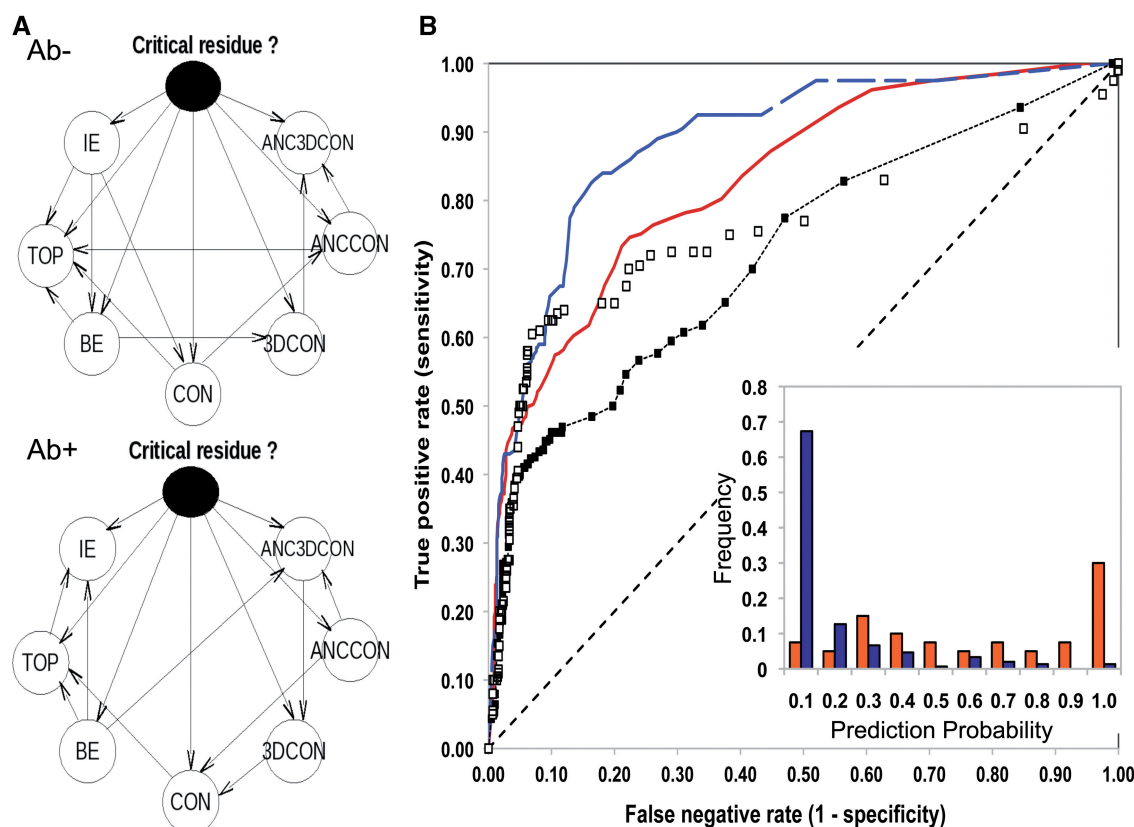 A
Ab-
Critical residue ?
IE
ANC3DCON
TOP
ANCCON
BE
3DCON
CON
Ab+
Critical residue ?
IE
ANC3DCON
TOP
ANCCON
BE
3DCON
CON
B
True positive rate (sensitivity)
1.00
0.90
0.80
0.70
0.60
0.50
0.40
0.30
0.20
0.10
0.00
0.00 0.10 0.20 0.30 0.40 0.50 0.60 0.70 0.80 0.90 1.00
False negative rate (1 - specificity)
Frequency
0.8
0.7
0.6
0.5
0.4
0.3
0.2
0.1
0
0.1 0.2 0.3 0.4 0.5 0.6 0.7 0.8 0.9 1.0
Prediction Probability